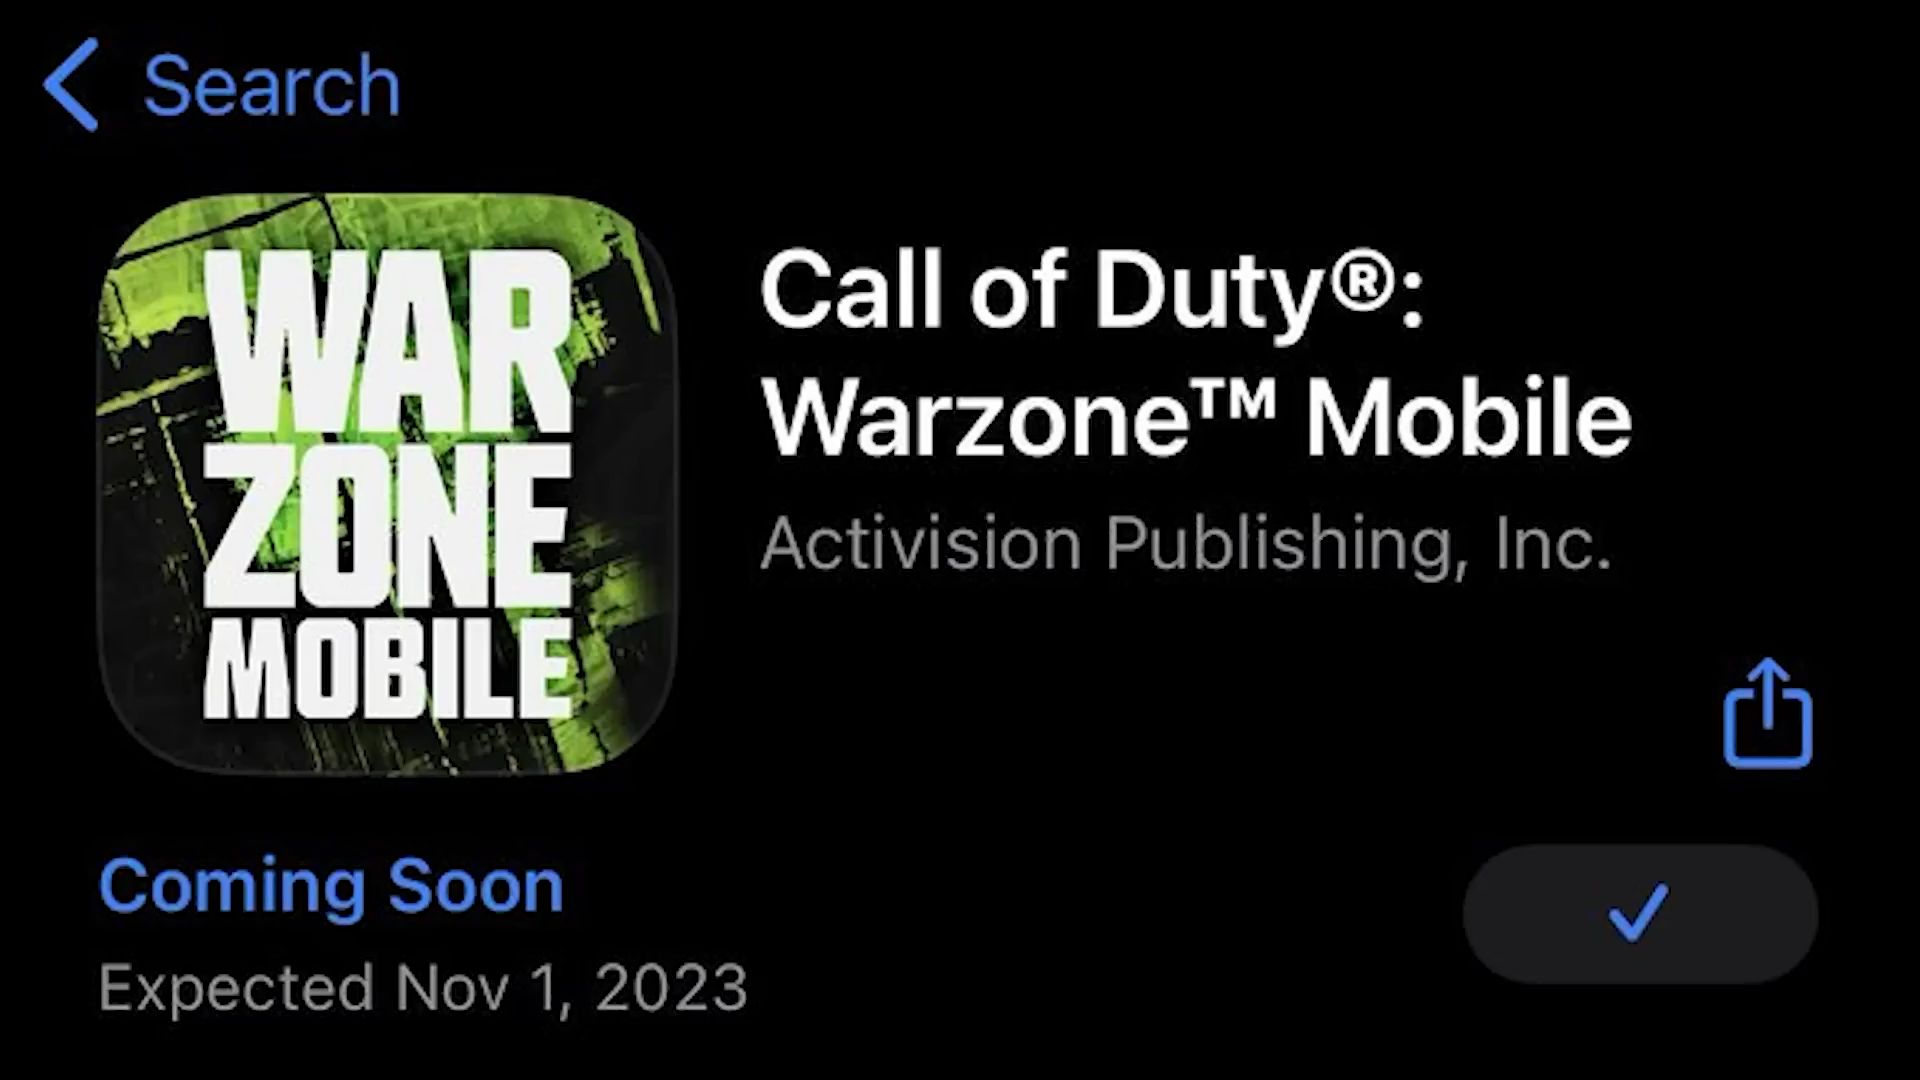 Search
WAR
ZONE
MOBILE
Call of Duty®:
Warzone™ Mobile
Activision Publishing, Inc.
Coming Soon
Expected Nov 1, 2023